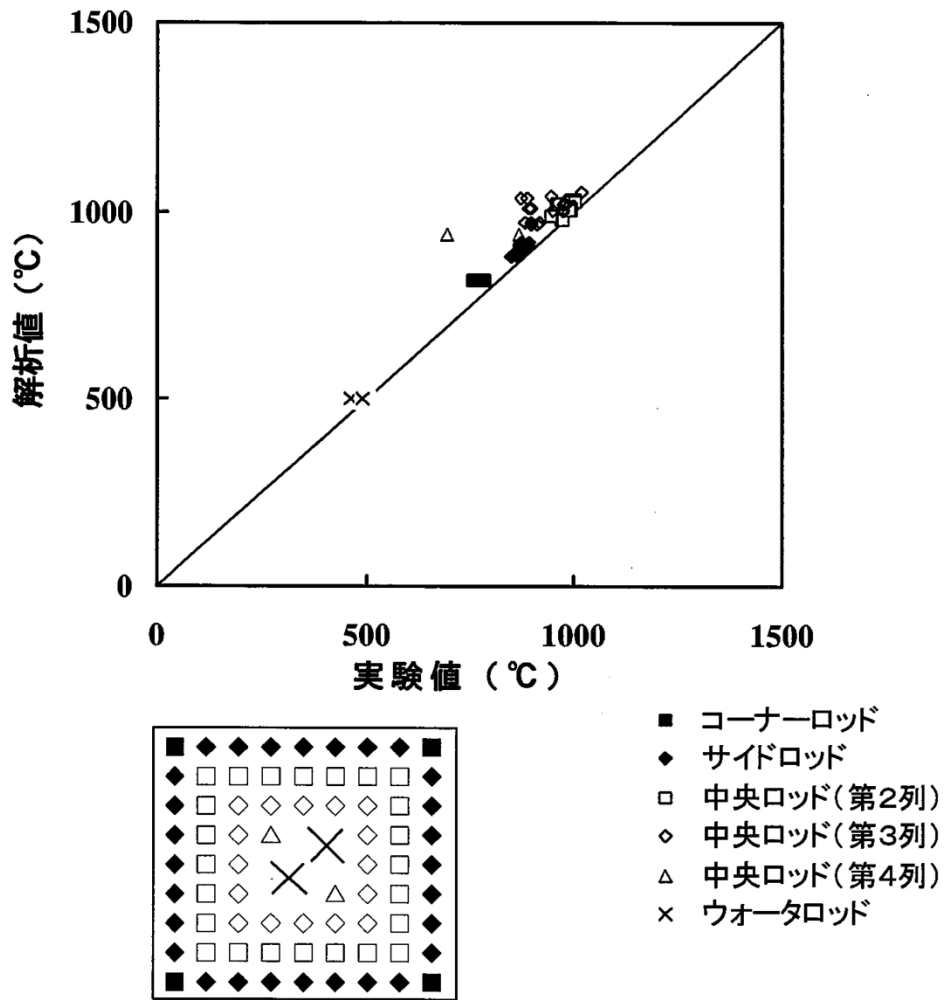 1500
1000
500
0
解析値(℃)
0
500
1000
1500
実験値(℃)
コーナーロッド
サイドロッド
中央ロッド(第2列)
中央ロッド(第3列)
中央ロッド(第4列)
ウォータロッド